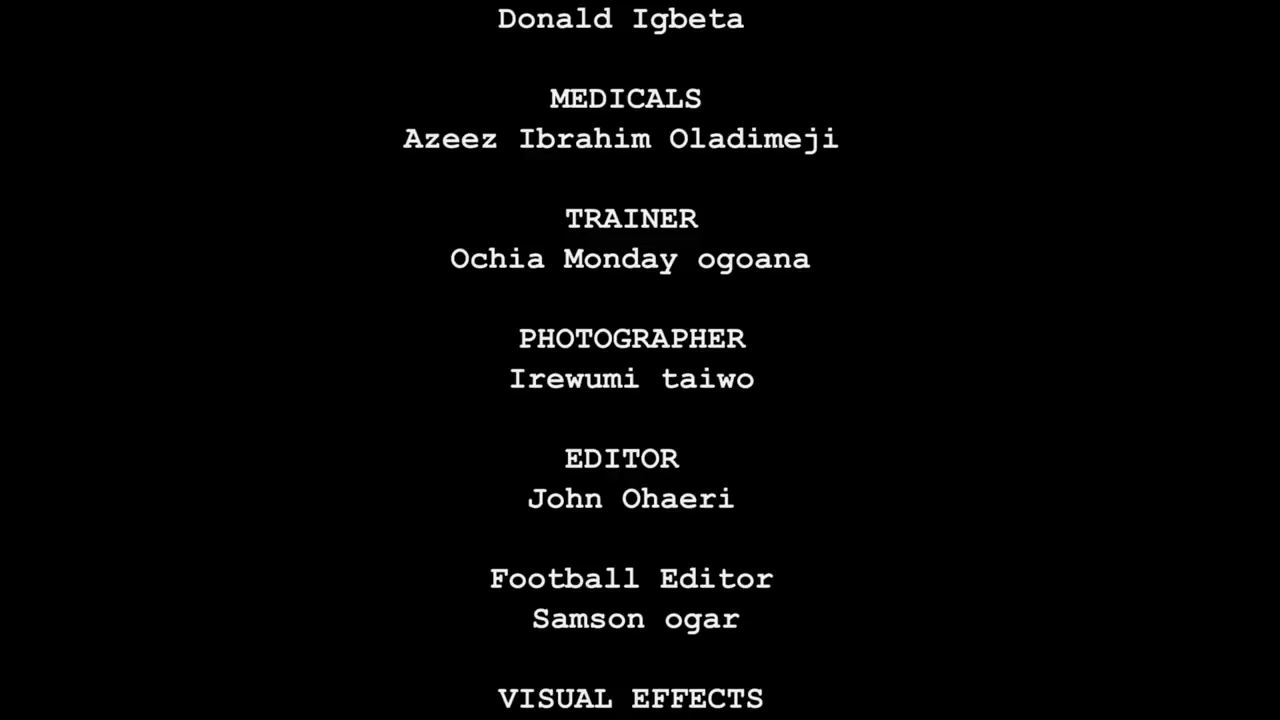 Donald Igbeta
MEDICALS
Azeez Ibrahim Oladimeji
TRAINER
Ochia Monday ogoana
PHOTOGRAPHER
Irewumi taiwo
EDITOR
John Ohaeri
Football Editor
Samson ogar
VISUAL EFFECTS